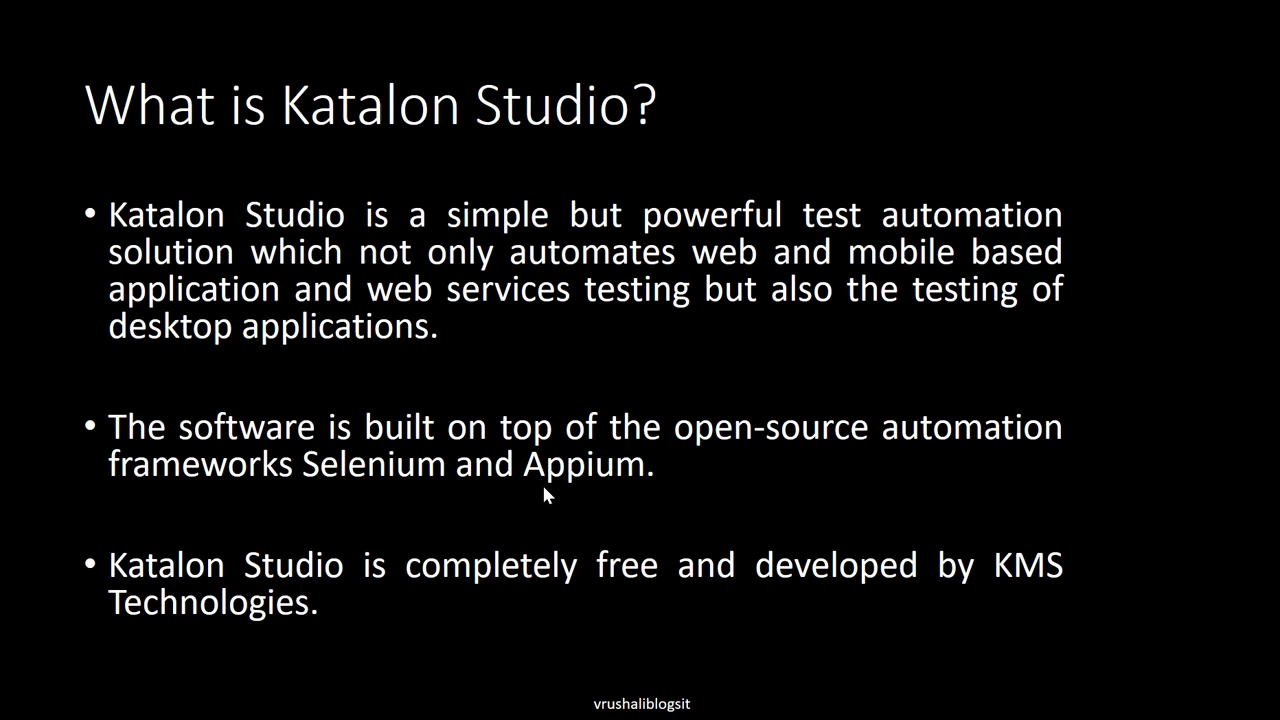 What is Katalon Studio?
• Katalon Studio is a simple but powerful test automation
solution which not only automates web and mobile based
application and web services testing but also the testing of
desktop applications.
• The software is built on top of the open-source automation
frameworks Selenium and Appium.
• Katalon Studio is completely free and developed by KMS
Technologies.
vrushaliblogsit